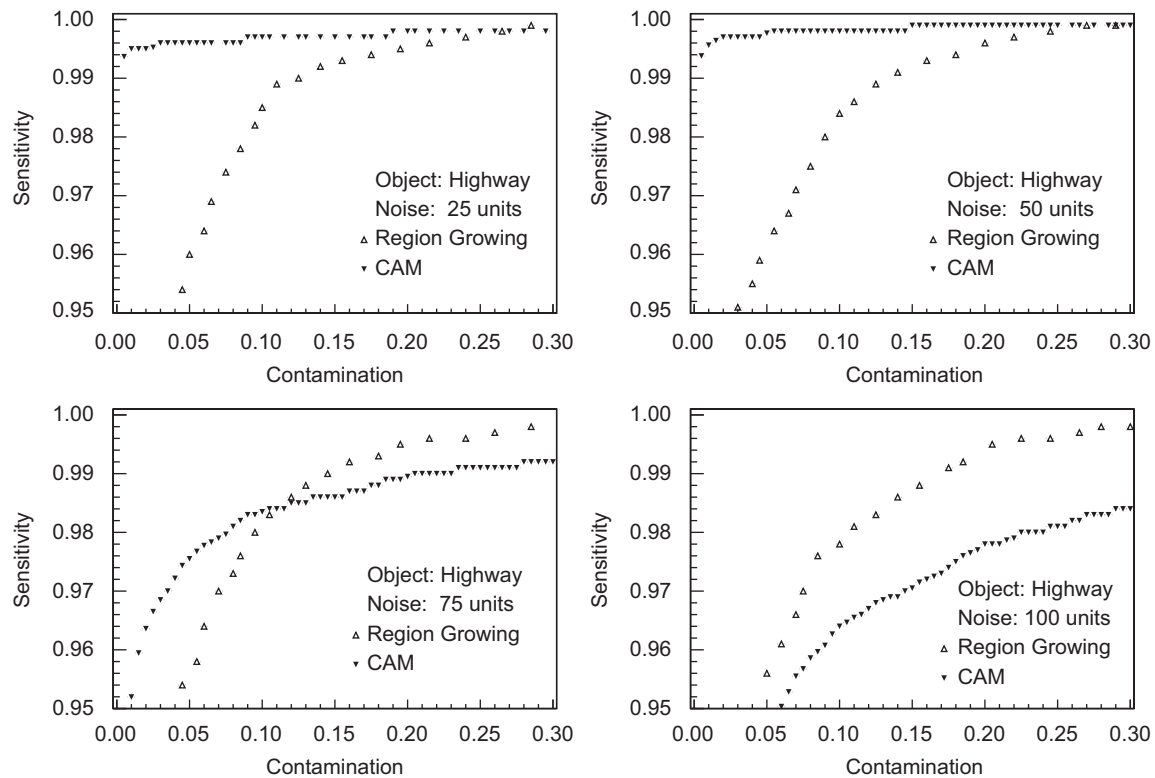 1.00
0.99
0.98
0.97
0.96
0.95
Sensitivity
Object: Highway
Noise: 25 units
Region Growing
CAM
0.00 0.05 0.10 0.15 0.20 0.25 0.30
Contamination
1.00
0.99
0.98
0.97
0.96
0.95
Sensitivity
Object: Highway
Noise: 50 units
Region Growing
CAM
0.00 0.05 0.10 0.15 0.20 0.25 0.30
Contamination
1.00
0.99
0.98
0.97
0.96
0.95
Sensitivity
Object: Highway
Noise: 75 units
Region Growing
CAM
0.00 0.05 0.10 0.15 0.20 0.25 0.30
Contamination
1.00
0.99
0.98
0.97
0.96
0.95
Sensitivity
Object: Highway
Noise: 100 units
Region Growing
CAM
0.00 0.05 0.10 0.15 0.20 0.25 0.30
Contamination